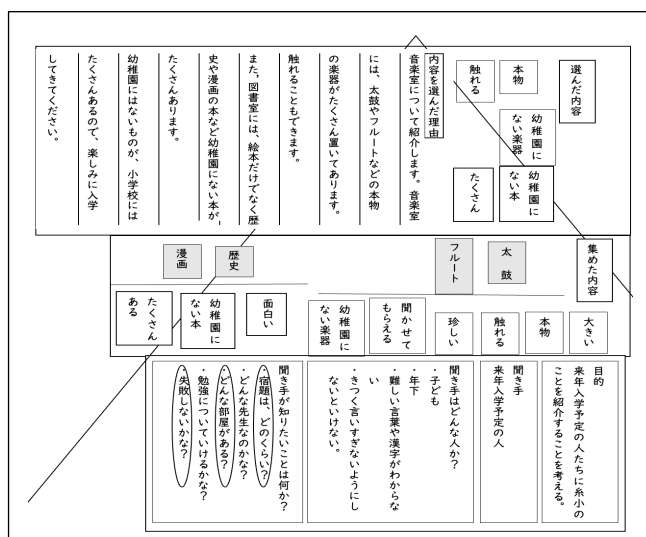 選んだ内容
本物
触れる
幼稚園に
ない楽器
幼稚園に
ない本
たくさん
内容を選んだ理由
音楽室について紹介します。音楽室
には、太鼓やフルートなどの本物
の楽器がたくさん置いてあります。
触れることもできます。
また,図書室には、絵本だけでなく歴
史や漫画の本など幼稚園にない本が、
たくさんあります。
幼稚園にはないものが、小学校には
たくさんあるので、楽しみに入学
してきてください。
集めた内容
太鼓
フルート
歴史
漫画
大きい
本物
触れる
珍しい
聞かせて
もらえる
幼稚園に
ない楽器
面白い
幼稚園に
ない本
たくさん
ある
目的
来年入学予定の人たちに糸小の
ことを紹介することを考える。
聞き手
来年入学予定の人
聞き手はどんな人か?
・子ども
・年下
・難しい言葉や漢字がわからな
い
・きつく言いすぎないようにし
ないといけない。
聞き手が知りたいことは何か?
・宿題は、どのくらい?
・どんな先生なのかな?
・どんな部屋がある?
・勉強についていけるかな?
・失敗しないかな?